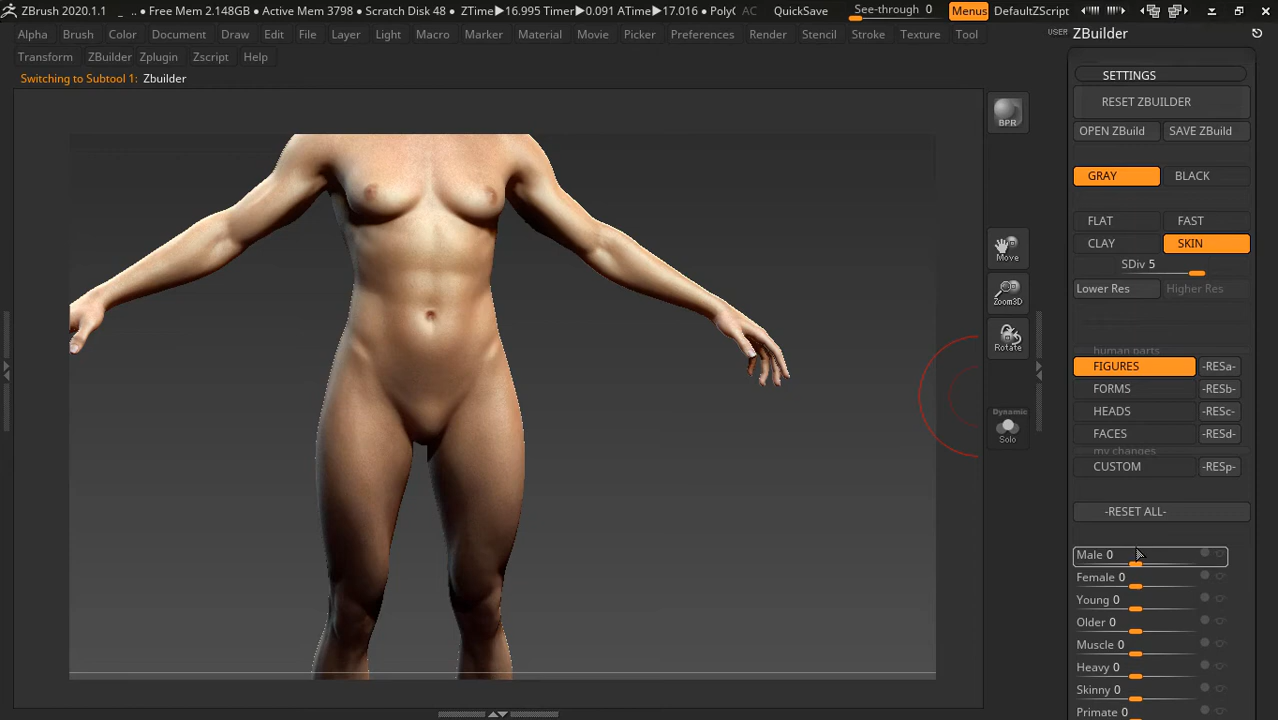 ZBrush 2020.1.1 _ .. • Free Mem 2.148GB • Active Mem 3798 • Scratch Disk 48 • ZTime▶16.995 Timer▶0.091 ATime▶17.016 • Poly AC QuickSave See-through 0 Menus DefaultZScript
Alpha Brush Color Document Draw Edit File Layer Light Macro Marker Material Movie Picker Preferences Render Stencil Stroke Texture Tool
Transform ZBuilder Zplugin Zscript Help
Switching to Subtool 1: Zbuilder
USER ZBuilder
SETTINGS
RESET ZBUILDER
OPEN ZBuild SAVE ZBuild
GRAY BLACK
FLAT FAST
CLAY SKIN
SDiv 5
Lower Res Higher Res
human parts
FIGURES -RESa-
FORMS -RESb-
HEADS -RESc-
FACES -RESd-
my changes
CUSTOM -RESp-
-RESET ALL-
Male 0
Female 0
Young 0
Older 0
Muscle 0
Heavy 0
Skinny 0
Primate 0
BPR
Move
Zoom3D
Rotate
Dynamic
Solo